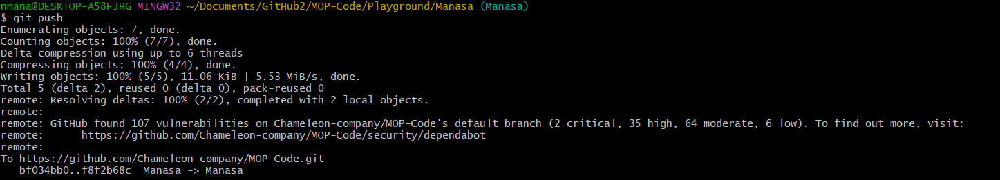 nmana@DESKTOP-A58FJHG MINGW32 ~/Documents/GitHub2/MOP-Code/Playground/Manasa (Manasa)
$ git push
Enumerating objects: 7, done.
Counting objects: 100% (7/7), done.
Delta compression using up to 6 threads
Compressing objects: 100% (4/4), done.
Writing objects: 100% (5/5), 11.06 KiB | 5.53 MiB/s, done.
Total 5 (delta 2), reused 0 (delta 0), pack-reused 0
remote: Resolving deltas: 100% (2/2), completed with 2 local objects.
remote:
remote: GitHub found 107 vulnerabilities on Chameleon-company/MOP-Code's default branch (2 critical, 35 high, 64 moderate, 6 low). To find out more, visit:
remote:      https://github.com/Chameleon-company/MOP-Code/security/dependabot
remote:
To https://github.com/Chameleon-company/MOP-Code.git
   bf034bb0..f8f2b68c  Manasa -> Manasa